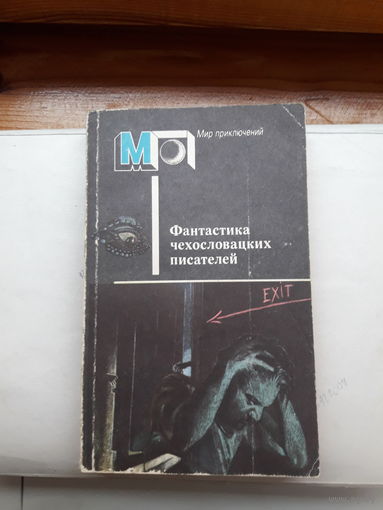 МП
Мир приключений
Фантастика
чехословацких
писателей
EXIT